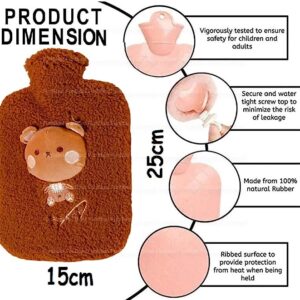 PRODUCT
DIMENSION
Vigorously tested to ensure
safety for children and
adults
Secure and water
tight screw top to
minimize the risk
of leakage
25cm
Made from 100%
natural Rubber
Ribbed surface to
provide protection
from heat when being
held
15cm